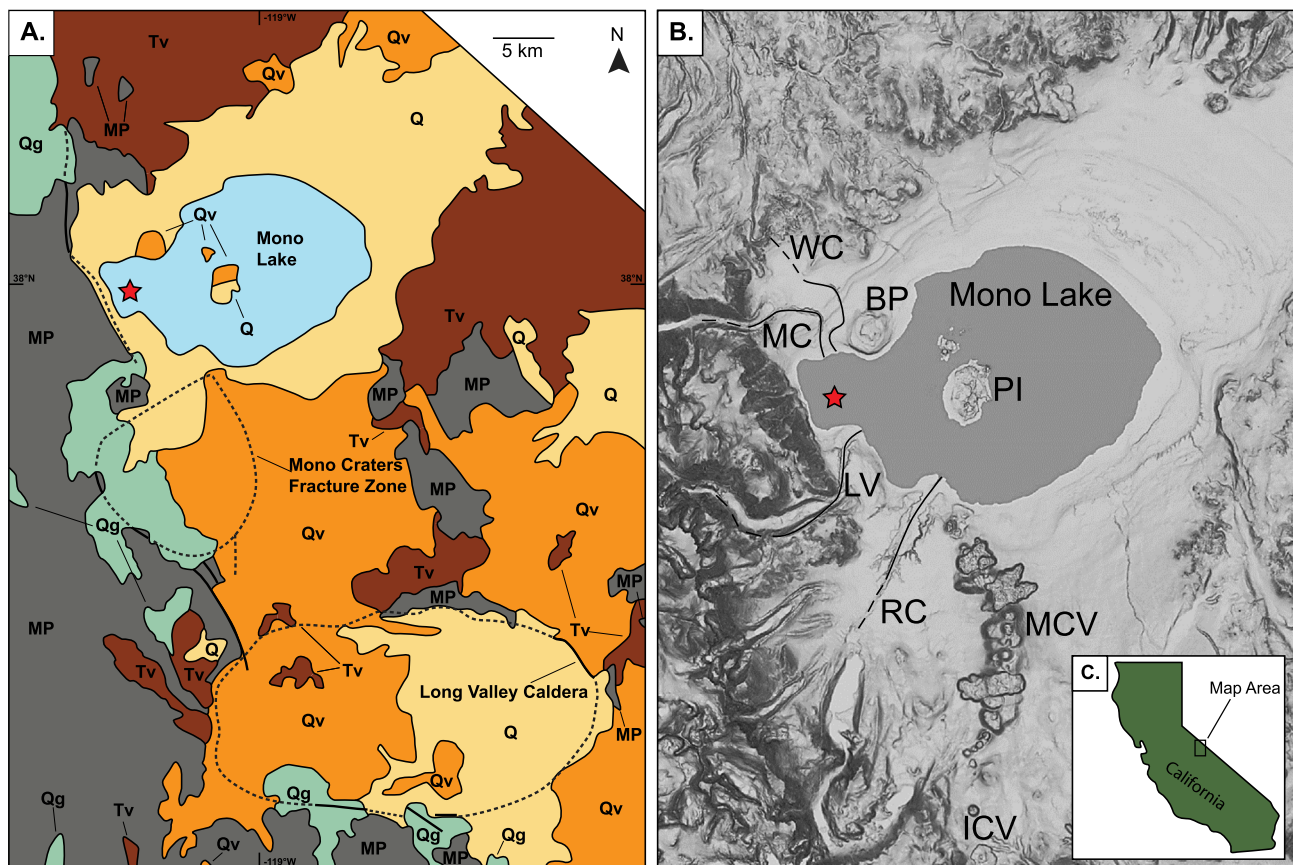 A.
-119°W
5 km
N
Tv
Qv
Qv
MP
Q
Qg
Qv
Mono
Lake
38°N
38°N
Q
MP
Tv
Q
MP
MP
MP
Q
Tv
Mono Craters
Fracture Zone
MP
Qg
Qv
Qv
Tv
MP
MP
MP
Q
Tv
Tv
Tv
Tv
Long Valley Caldera
Qv
Q
MP
Qg
Qv
Qg
Tv
Qv
Qv
-119°W
MP
Qg
MP
Qg
B.
WC
BP
Mono Lake
MC
PI
LV
RC
MCV
ICV
C.
Map Area
California